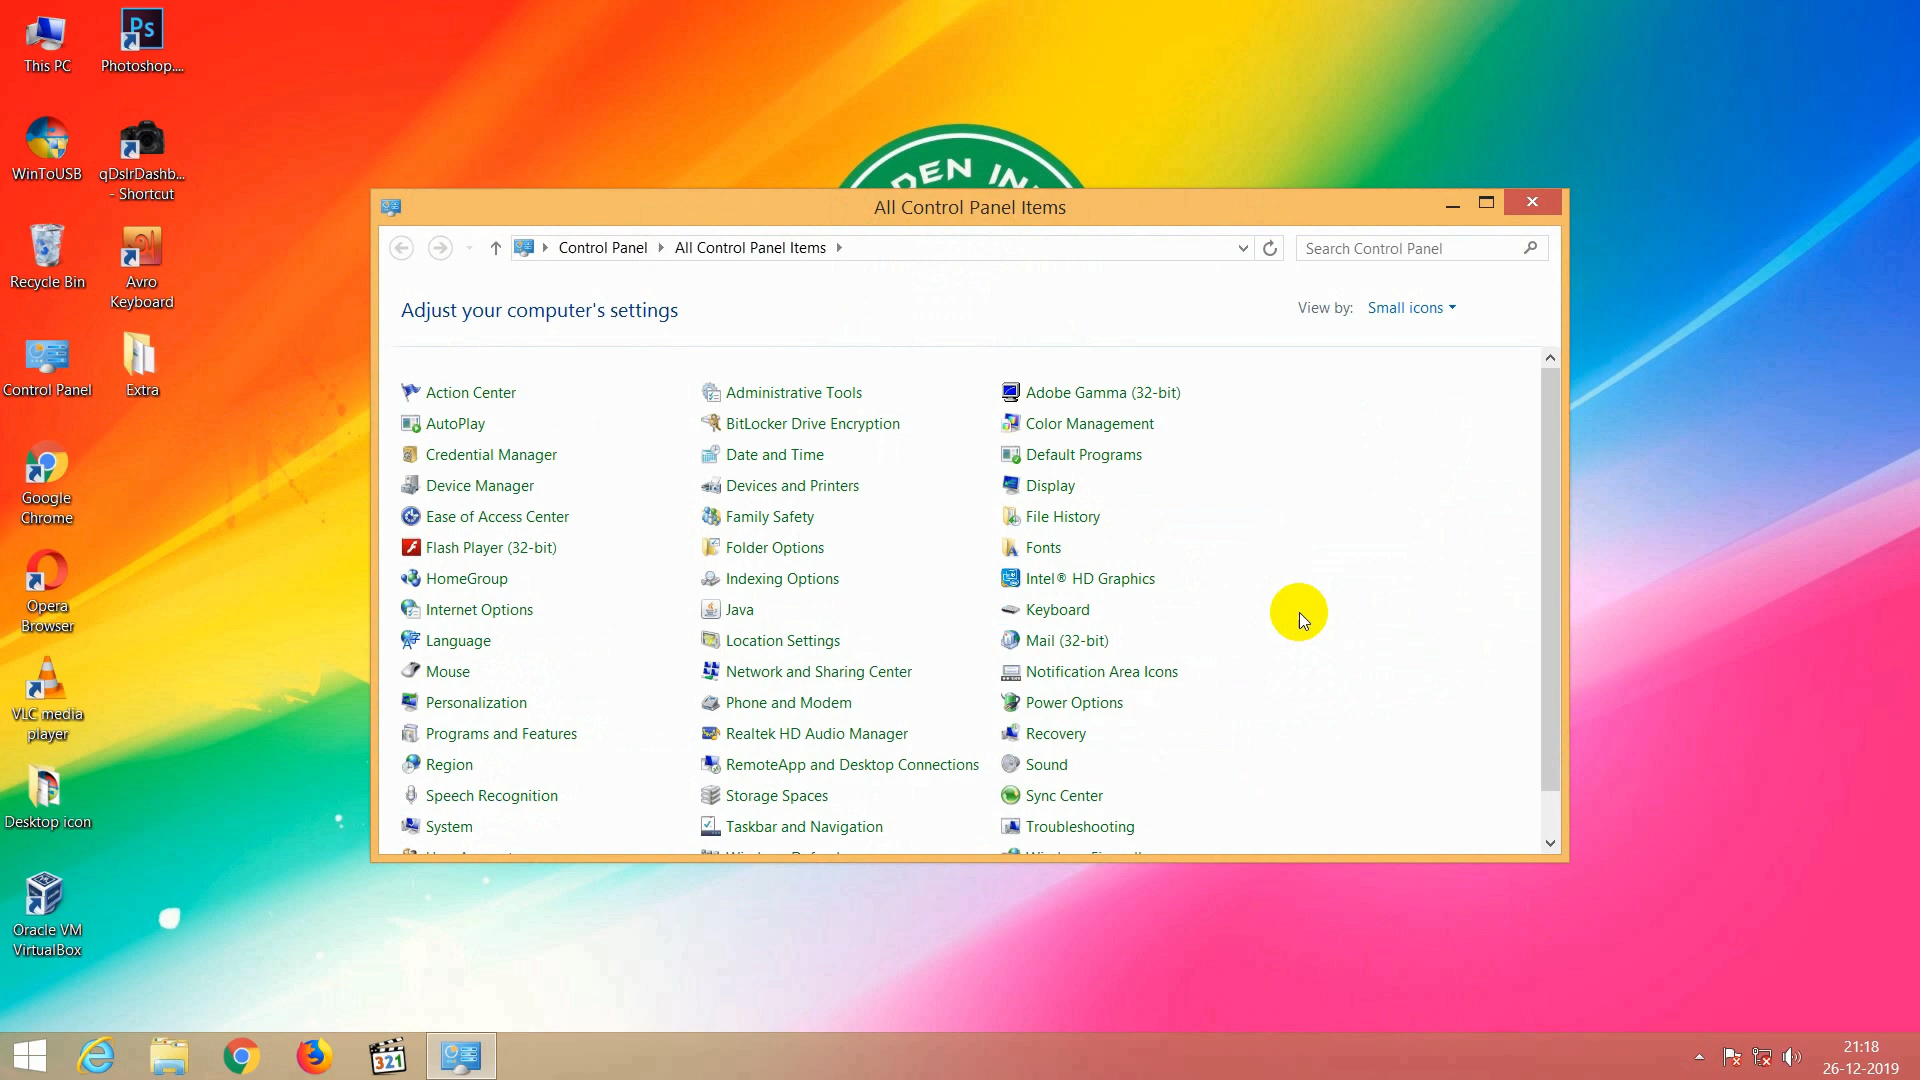 This PC
Ps
Photoshop....
WinToUSB
qDslrDashb...
- Shortcut
Recycle Bin
Avro
Keyboard
Control Panel
Extra
Google
Chrome
Opera
Browser
VLC media
player
Desktop icon
Oracle VM
VirtualBox
DEN IN
All Control Panel Items
Control Panel
All Control Panel Items
Search Control Panel
Adjust your computer's settings
View by: Small icons
Action Center
Administrative Tools
Adobe Gamma (32-bit)
AutoPlay
BitLocker Drive Encryption
Color Management
Credential Manager
Date and Time
Default Programs
Device Manager
Devices and Printers
Display
Ease of Access Center
Family Safety
File History
Flash Player (32-bit)
Folder Options
Fonts
HomeGroup
Indexing Options
Intel® HD Graphics
Internet Options
Java
Keyboard
Language
Location Settings
Mail (32-bit)
Mouse
Network and Sharing Center
Notification Area Icons
Personalization
Phone and Modem
Power Options
Programs and Features
Realtek HD Audio Manager
Recovery
Region
RemoteApp and Desktop Connections
Sound
Speech Recognition
Storage Spaces
Sync Center
System
Taskbar and Navigation
Troubleshooting
321
21:18
26-12-2019